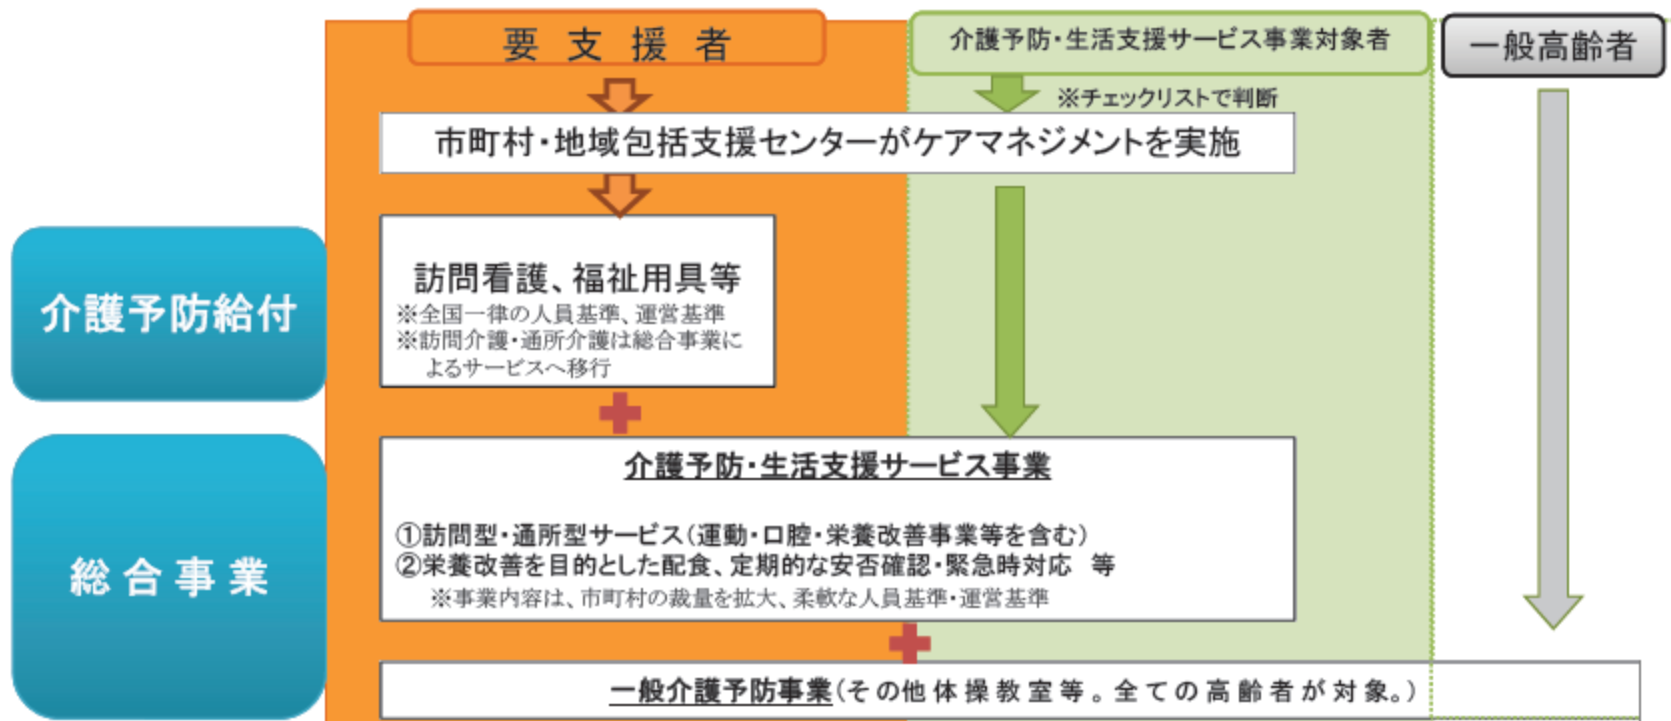 要支援者
介護予防・生活支援サービス事業対象者
一般高齢者
※チェックリストで判断
市町村・地域包括支援センターがケアマネジメントを実施
介護予防給付
訪問看護、福祉用具等
※全国一律の人員基準、運営基準
※訪問介護・通所介護は総合事業に
よるサービスへ移行
総合事業
介護予防・生活支援サービス事業
①訪問型・通所型サービス(運動・口腔・栄養改善事業等を含む)
②栄養改善を目的とした配食、定期的な安否確認・緊急時対応 等
※事業内容は、市町村の裁量を拡大、柔軟な人員基準・運営基準
一般介護予防事業(その他体操教室等。全ての高齢者が対象。)